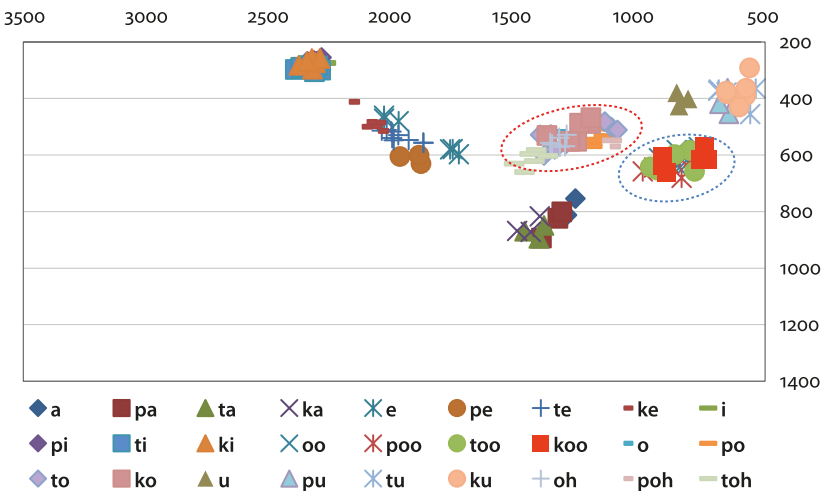 3500 3000 2500 2000 1500 1000 500
200
400
600
800
1000
1200
1400
a pa ta ka e pe te ke i
pi ti ki oo poo too koo o po
to ko u pu tu ku oh poh toh